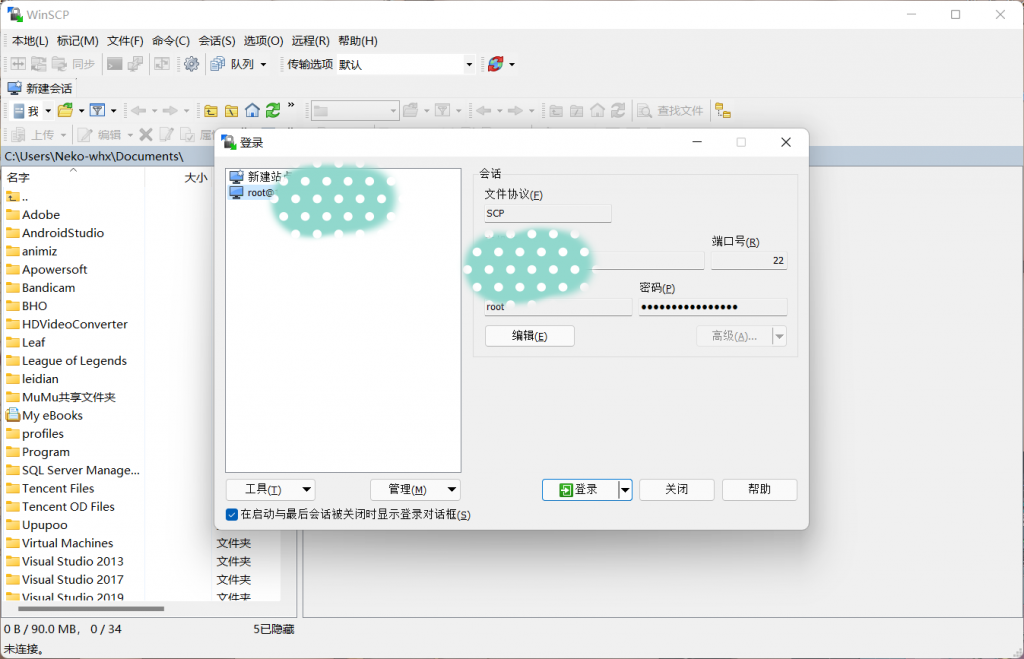 WinSCP
本地(L) 标记(M) 文件(F) 命令(C) 会话(S) 选项(O) 远程(R) 帮助(H)
同步 队列 传输选项 默认
新建会话
我 查找文件
上传 编辑
C:\Users\Neko-whx\Documents\
名字 大小
..
Adobe
AndroidStudio
animiz
Apowersoft
Bandicam
BHO
HDVideoConverter
Leaf
League of Legends
leidian
MuMu共享文件夹
My eBooks
profiles
Program
SQL Server Manage...
Tencent Files
Tencent OD Files
Upupoo
Virtual Machines 文件夹
Visual Studio 2013 文件夹
Visual Studio 2017 文件夹
Visual Studio 2019 文件夹
0 B / 90.0 MB， 0 / 34 5已隐藏
未连接。
登录
新建站
root@
会话
文件协议(F)
SCP
端口号(R)
22
密码(P)
root ••••••••••••••••
编辑(E) 高级(A)...
工具(T) 管理(M) 登录 关闭 帮助
在启动与最后会话被关闭时显示登录对话框(S)